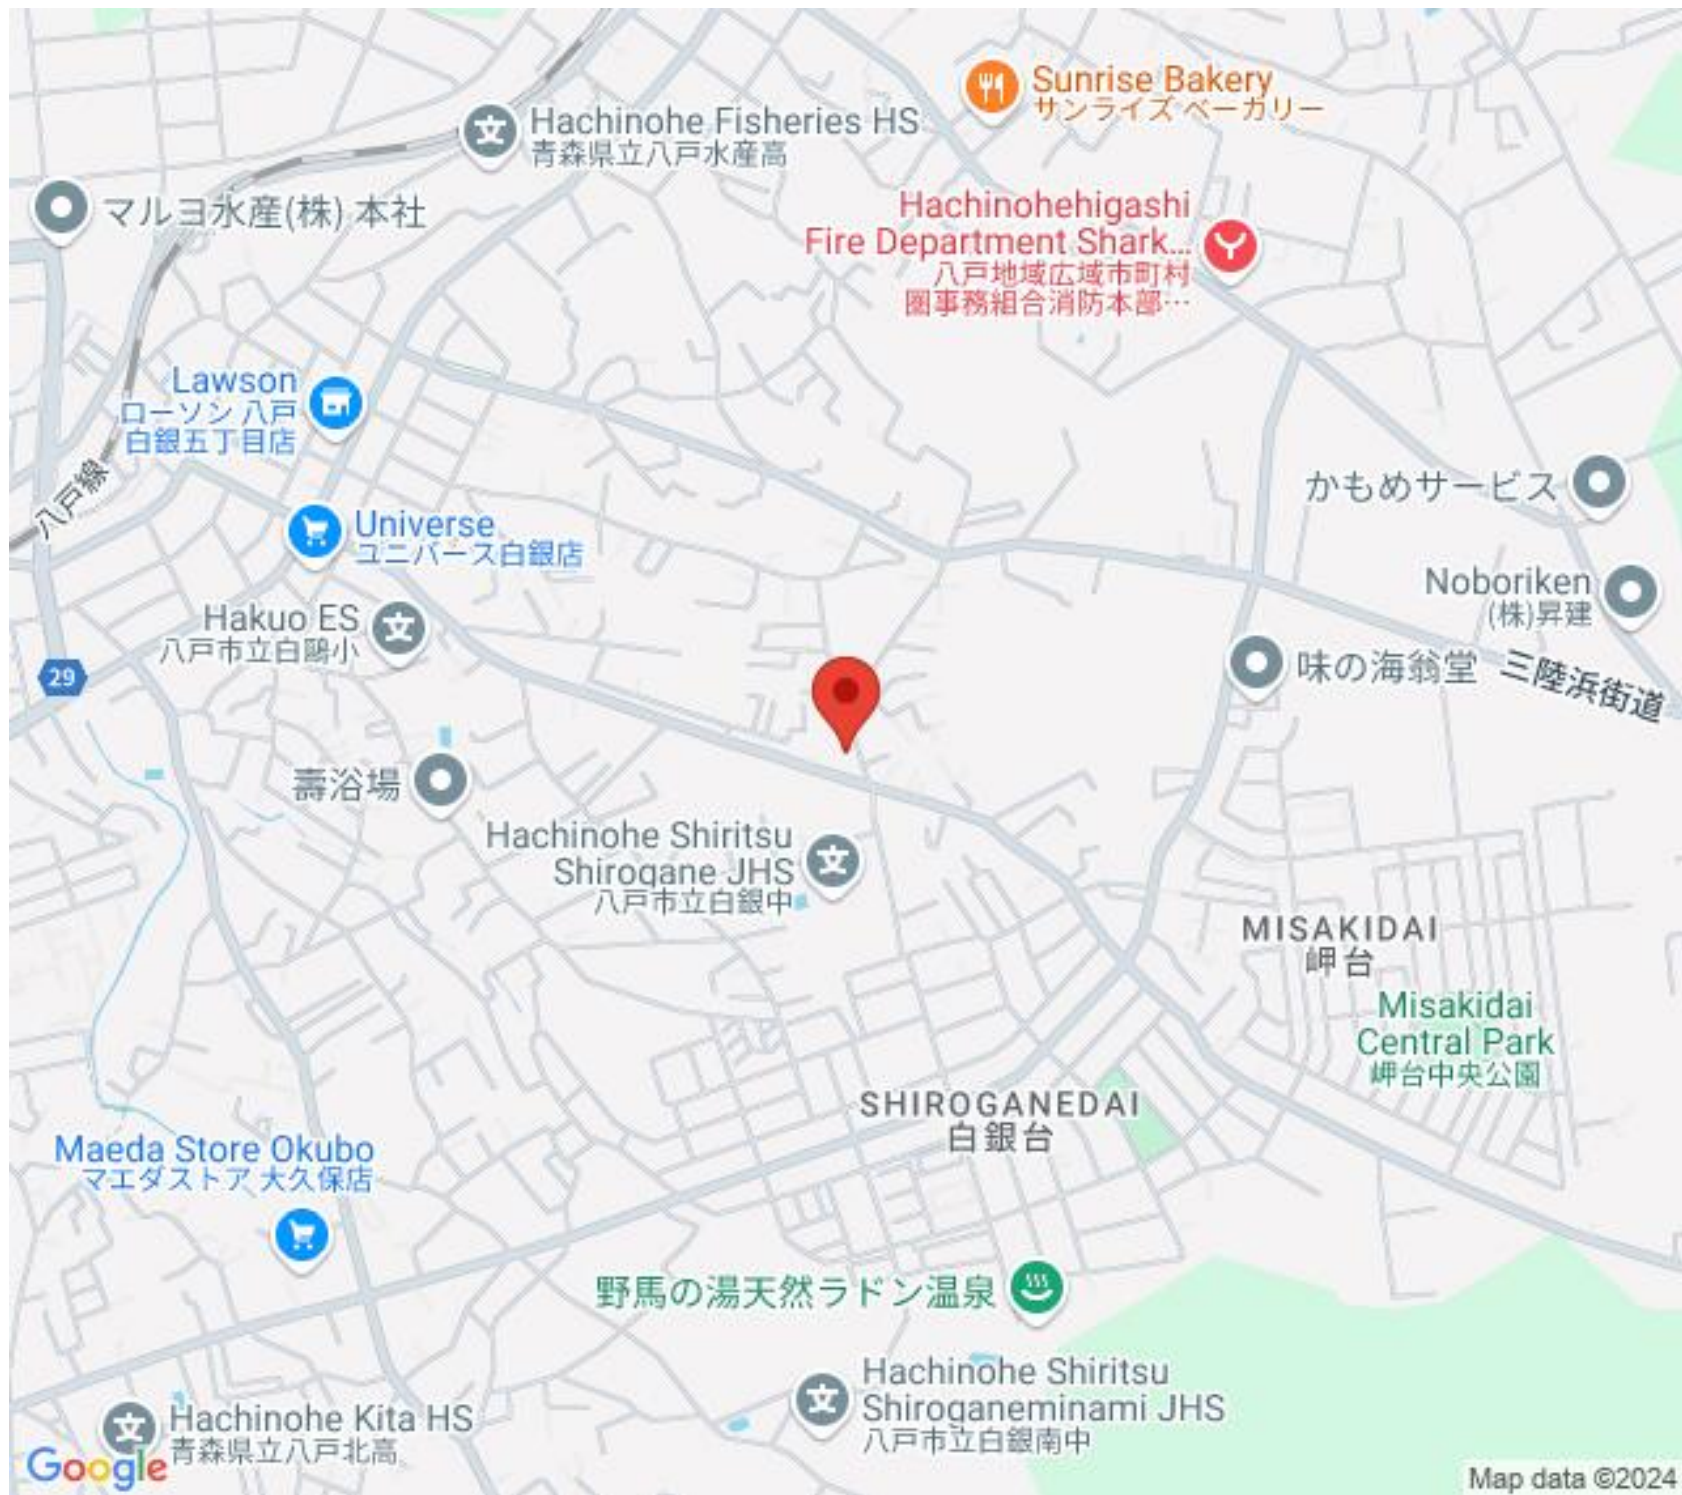 Sunrise Bakery
サンライズ ベーカリー
Hachinohe Fisheries HS
青森県立八戸水産高
マルヨ水産(株) 本社
Hachinohehigashi
Fire Department Shark...
八戸地域広域市町村
圏事務組合消防本部…
Lawson
ローソン 八戸
白銀五丁目店
八戸線
かもめサービス
Universe
ユニバース白銀店
Noboriken
(株)昇建
Hakuo ES
八戸市立白鷗小
29
味の海翁堂
三陸浜街道
壽浴場
Hachinohe Shiritsu
Shirogane JHS
八戸市立白銀中
MISAKIDAI
岬台
Misakidai
Central Park
岬台中央公園
SHIROGANEDAI
白銀台
Maeda Store Okubo
マエダストア 大久保店
野馬の湯天然ラドン温泉
Hachinohe Shiritsu
Shiroganeminami JHS
八戸市立白銀南中
Hachinohe Kita HS
青森県立八戸北高
Google
Map data ©2024